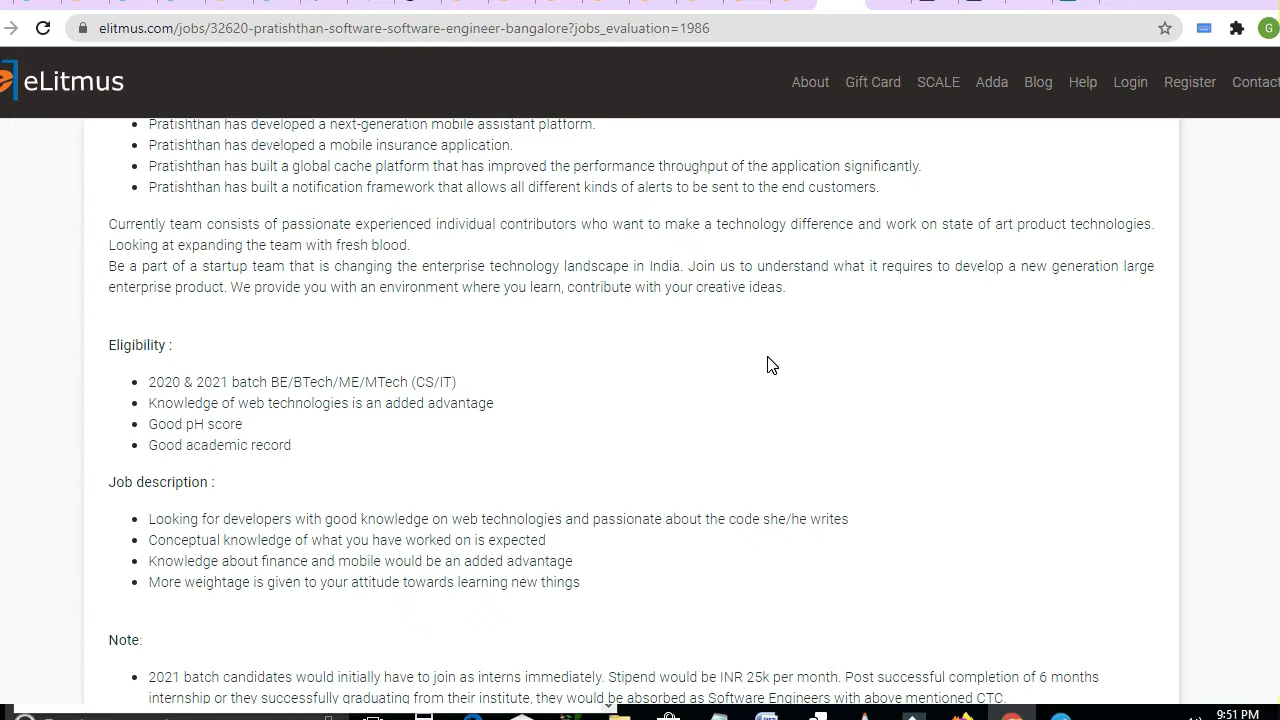 elitmus.com/jobs/32620-pratishthan-software-software-engineer-bangalore?jobs_evaluation=1986
G
eLitmus
About Gift Card SCALE Adda Blog Help Login Register Contact
Pratishthan has developed a next-generation mobile assistant platform.
Pratishthan has developed a mobile insurance application.
Pratishthan has built a global cache platform that has improved the performance throughput of the application significantly.
Pratishthan has built a notification framework that allows all different kinds of alerts to be sent to the end customers.
Currently team consists of passionate experienced individual contributors who want to make a technology difference and work on state of art product technologies.
Looking at expanding the team with fresh blood.
Be a part of a startup team that is changing the enterprise technology landscape in India. Join us to understand what it requires to develop a new generation large
enterprise product. We provide you with an environment where you learn, contribute with your creative ideas.
Eligibility :
2020 & 2021 batch BE/BTech/ME/MTech (CS/IT)
Knowledge of web technologies is an added advantage
Good pH score
Good academic record
Job description :
Looking for developers with good knowledge on web technologies and passionate about the code she/he writes
Conceptual knowledge of what you have worked on is expected
Knowledge about finance and mobile would be an added advantage
More weightage is given to your attitude towards learning new things
Note:
2021 batch candidates would initially have to join as interns immediately. Stipend would be INR 25k per month. Post successful completion of 6 months
internship or they successfully graduating from their institute, they would be absorbed as Software Engineers with above mentioned CTC.
9:51 PM